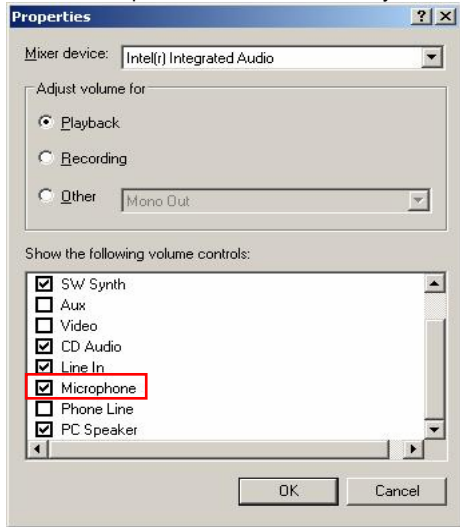 Properties
Mixer device: Intel(r) Integrated Audio
Adjust volume for
Playback
Recording
Other Mono Out
Show the following volume controls:
SW Synth
Aux
Video
CD Audio
Line In
Microphone
Phone Line
PC Speaker
OK Cancel